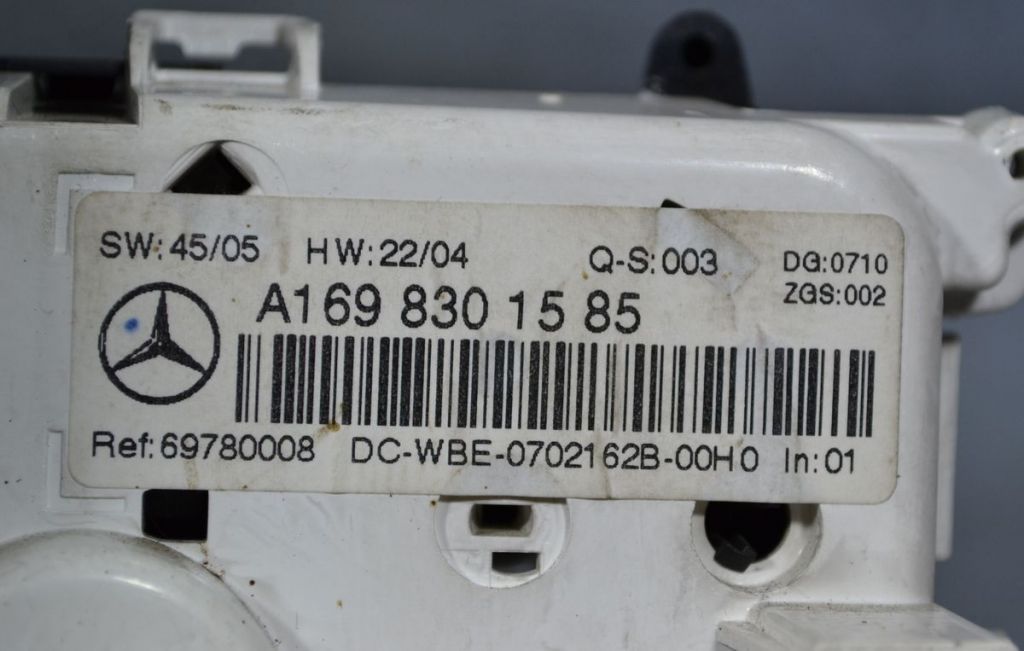 SW: 45/05 HW: 22/04 Q-S: 003 DG:0710
ZGS:002
A169 830 15 85
Ref: 69780008 DC-WBE-0702162B-00H0 In: 01